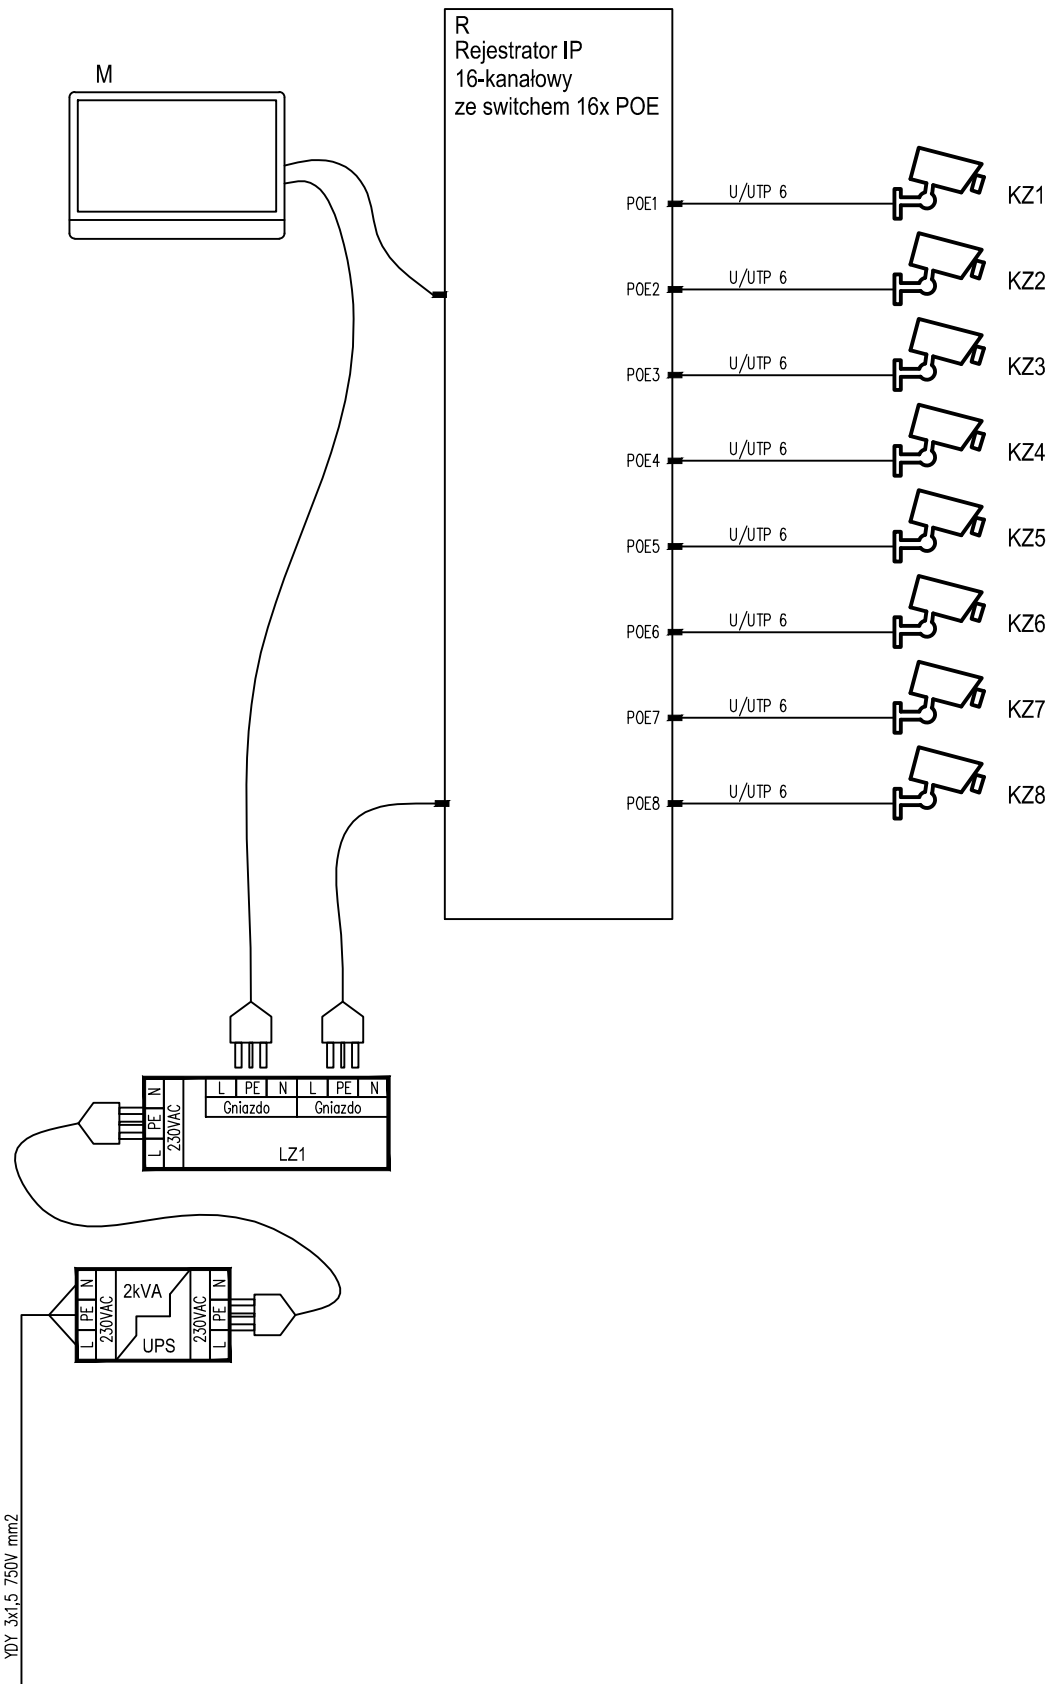 R
Rejestrator IP
16-kanałowy
ze switchem 16x POE
M
POE1 U/UTP 6 KZ1
POE2 U/UTP 6 KZ2
POE3 U/UTP 6 KZ3
POE4 U/UTP 6 KZ4
POE5 U/UTP 6 KZ5
POE6 U/UTP 6 KZ6
POE7 U/UTP 6 KZ7
POE8 U/UTP 6 KZ8
L PE N L PE N
Gniazdo Gniazdo
L PE N
230VAC
LZ1
L PE N
230VAC
2kVA
UPS
230VAC
L PE N
YDY 3x1,5 750V mm2